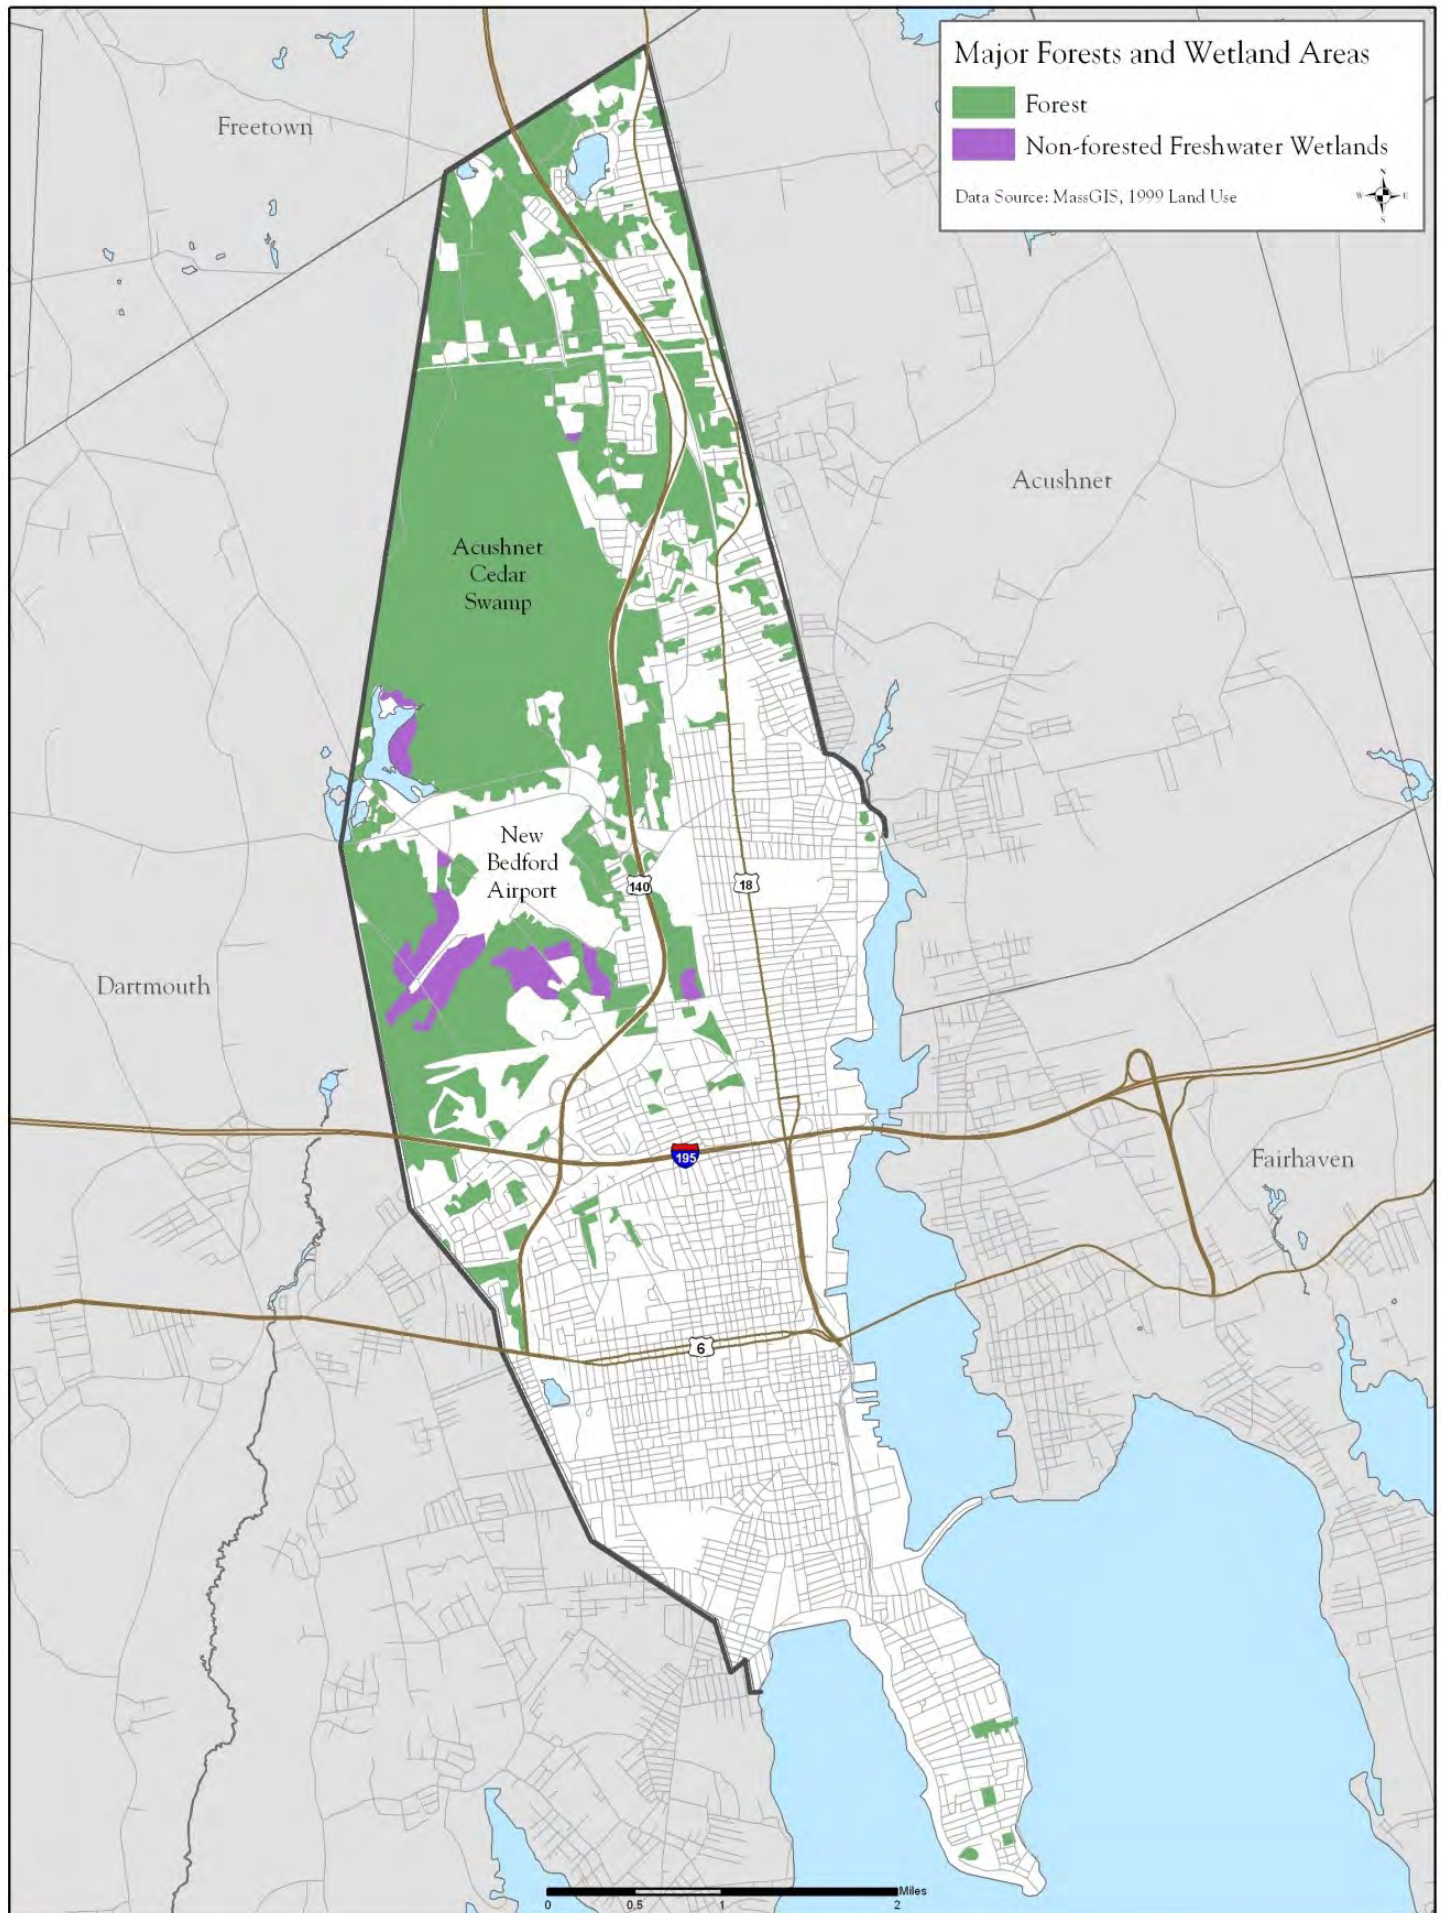 Major Forests and Wetland Areas
Forest
Non-forested Freshwater Wetlands
Data Source: MassGIS, 1999 Land Use
N
W
E
S
Freetown
Acushnet
Acushnet
Cedar
Swamp
New
Bedford
Airport
140
18
Dartmouth
195
Fairhaven
6
Miles
0
0.5
1
2